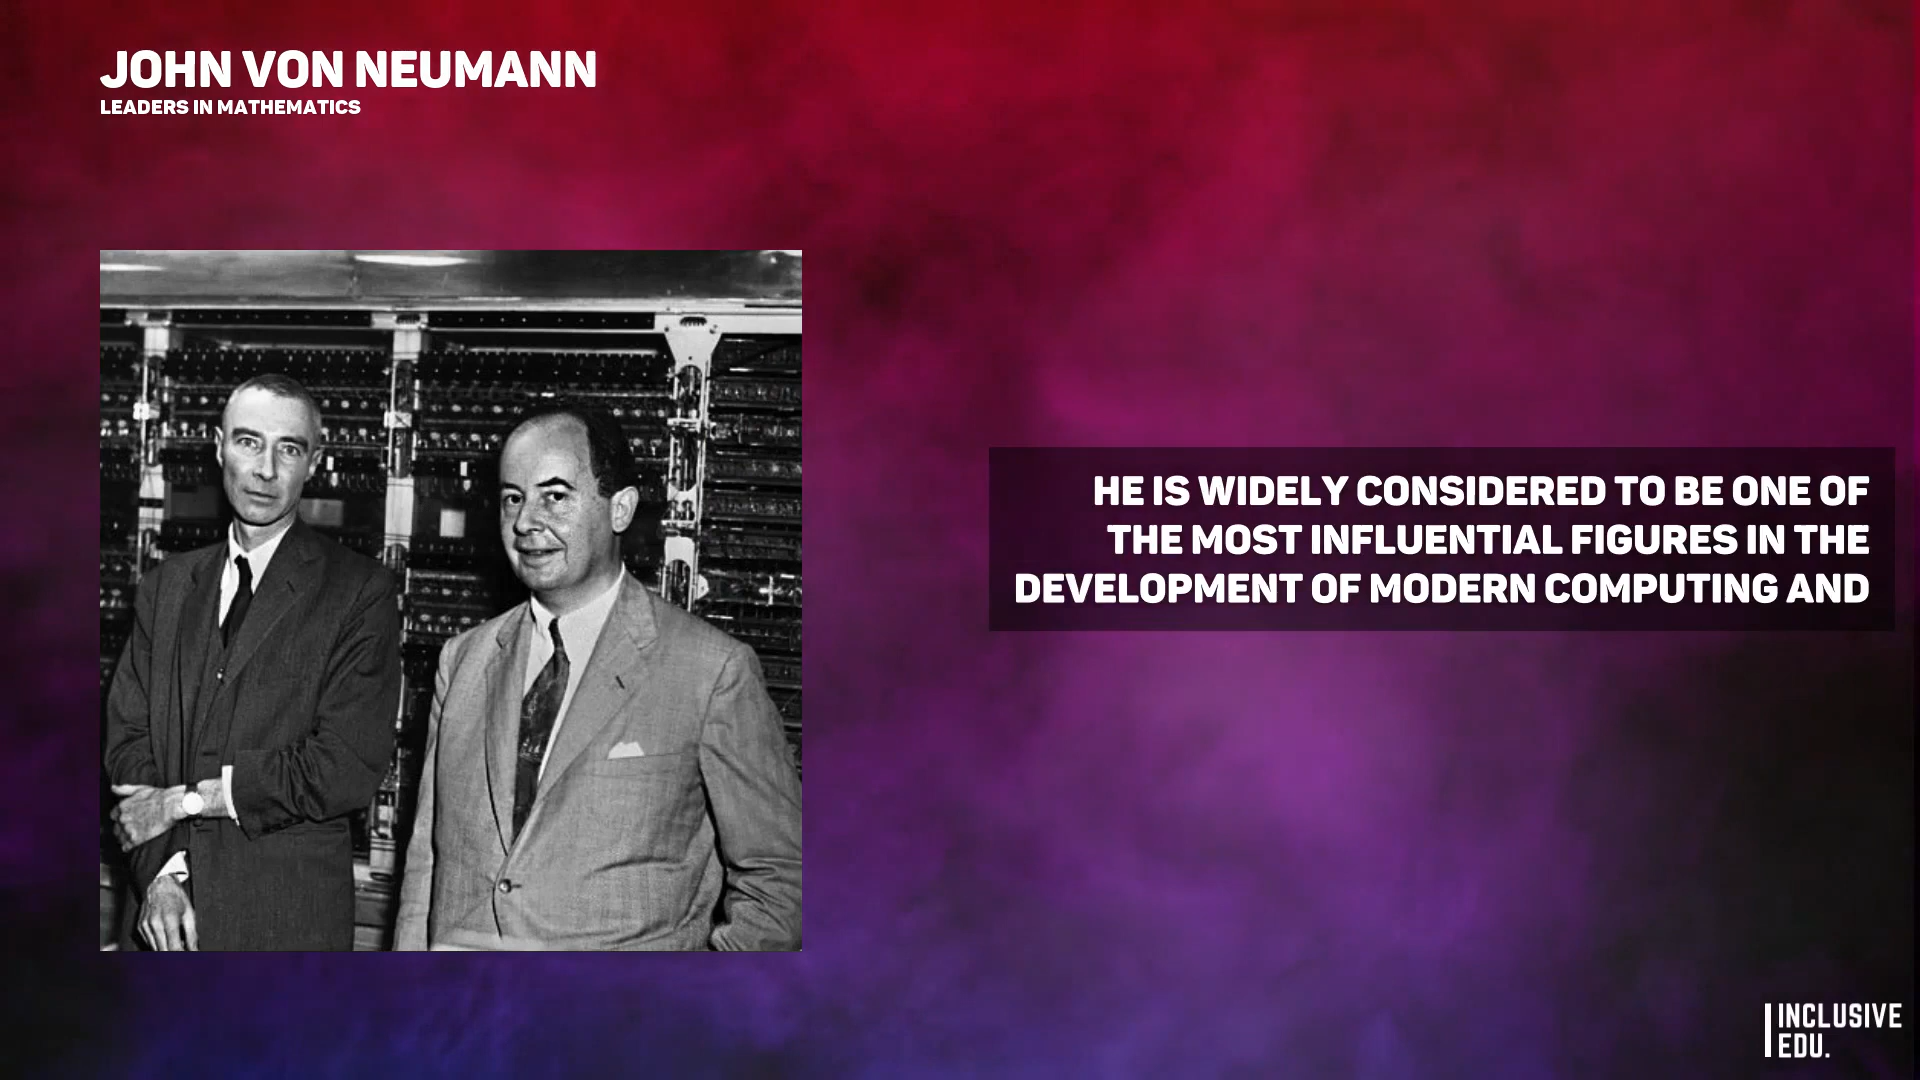 JOHN VON NEUMANN
LEADERS IN MATHEMATICS
HE IS WIDELY CONSIDERED TO BE ONE OF
THE MOST INFLUENTIAL FIGURES IN THE
DEVELOPMENT OF MODERN COMPUTING AND
INCLUSIVE
EDU.